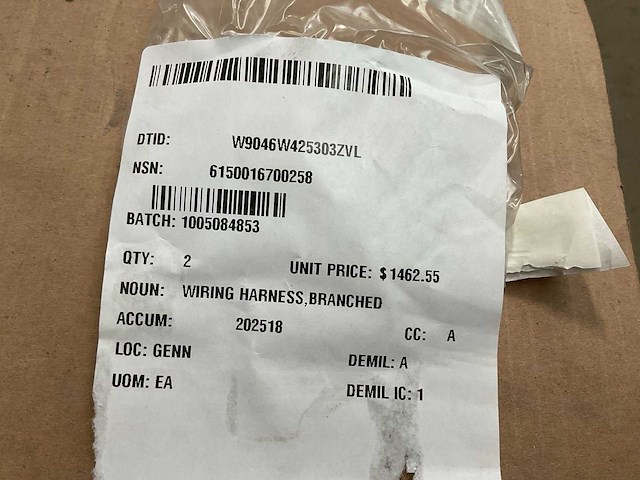 DTID: W9046W425303ZVL
NSN: 6150016700258
BATCH: 1005084853
QTY: 2 UNIT PRICE: $1462.55
NOUN: WIRING HARNESS,BRANCHED
ACCUM: 202518 CC: A
LOC: GENN DEMIL: A
UOM: EA DEMIL IC: 1